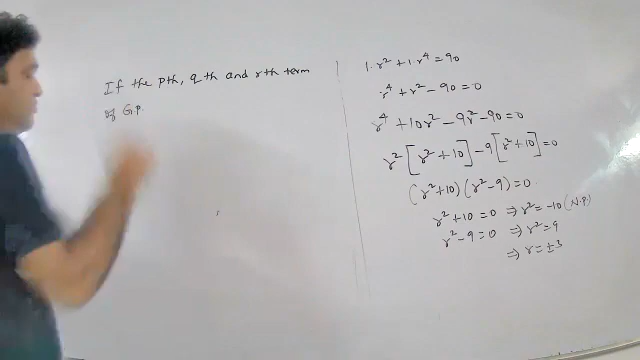 If the pth, qth and rth term
of G.P.
1·r² + 1·r⁴ = 90
r⁴ + r² - 90 = 0
r⁴ + 10r² - 9r² - 90 = 0
r² [r² + 10] - 9 [r² + 10] = 0
(r² + 10) (r² - 9) = 0
r² + 10 = 0 ⇒ r² = -10 (N.P)
r² - 9 = 0 ⇒ r² = 9
⇒ r = ±3